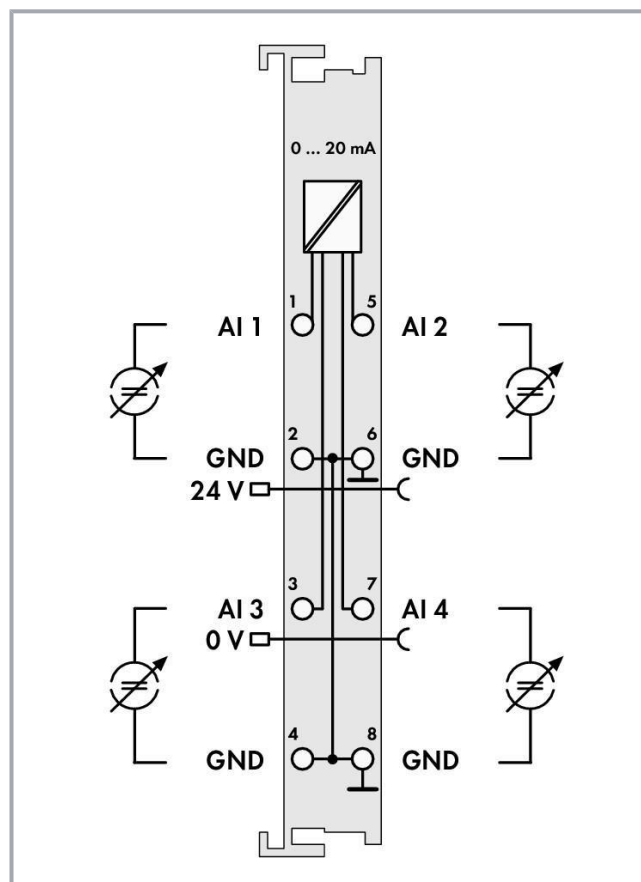 0 ... 20 mA
1 5
AI 1 AI 2
2 6
GND GND
24 V
3 7
AI 3 AI 4
0 V
4 8
GND GND